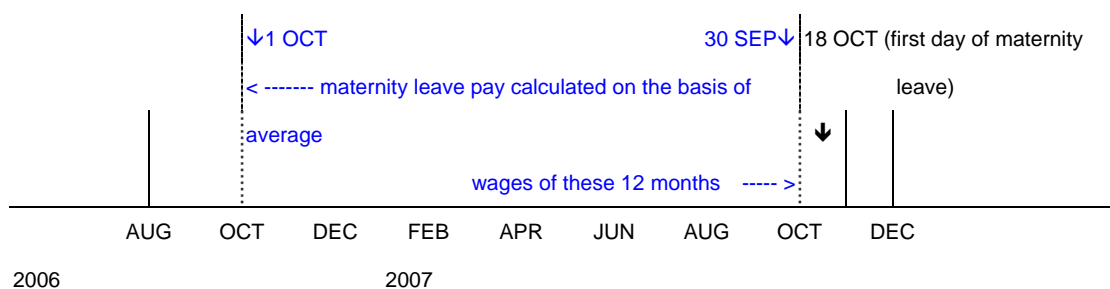 ↓1 OCT 30 SEP↓ 18 OCT (first day of maternity
< ------- maternity leave pay calculated on the basis of leave)
average ↓
wages of these 12 months ----- >
AUG OCT DEC FEB APR JUN AUG OCT DEC
2006 2007